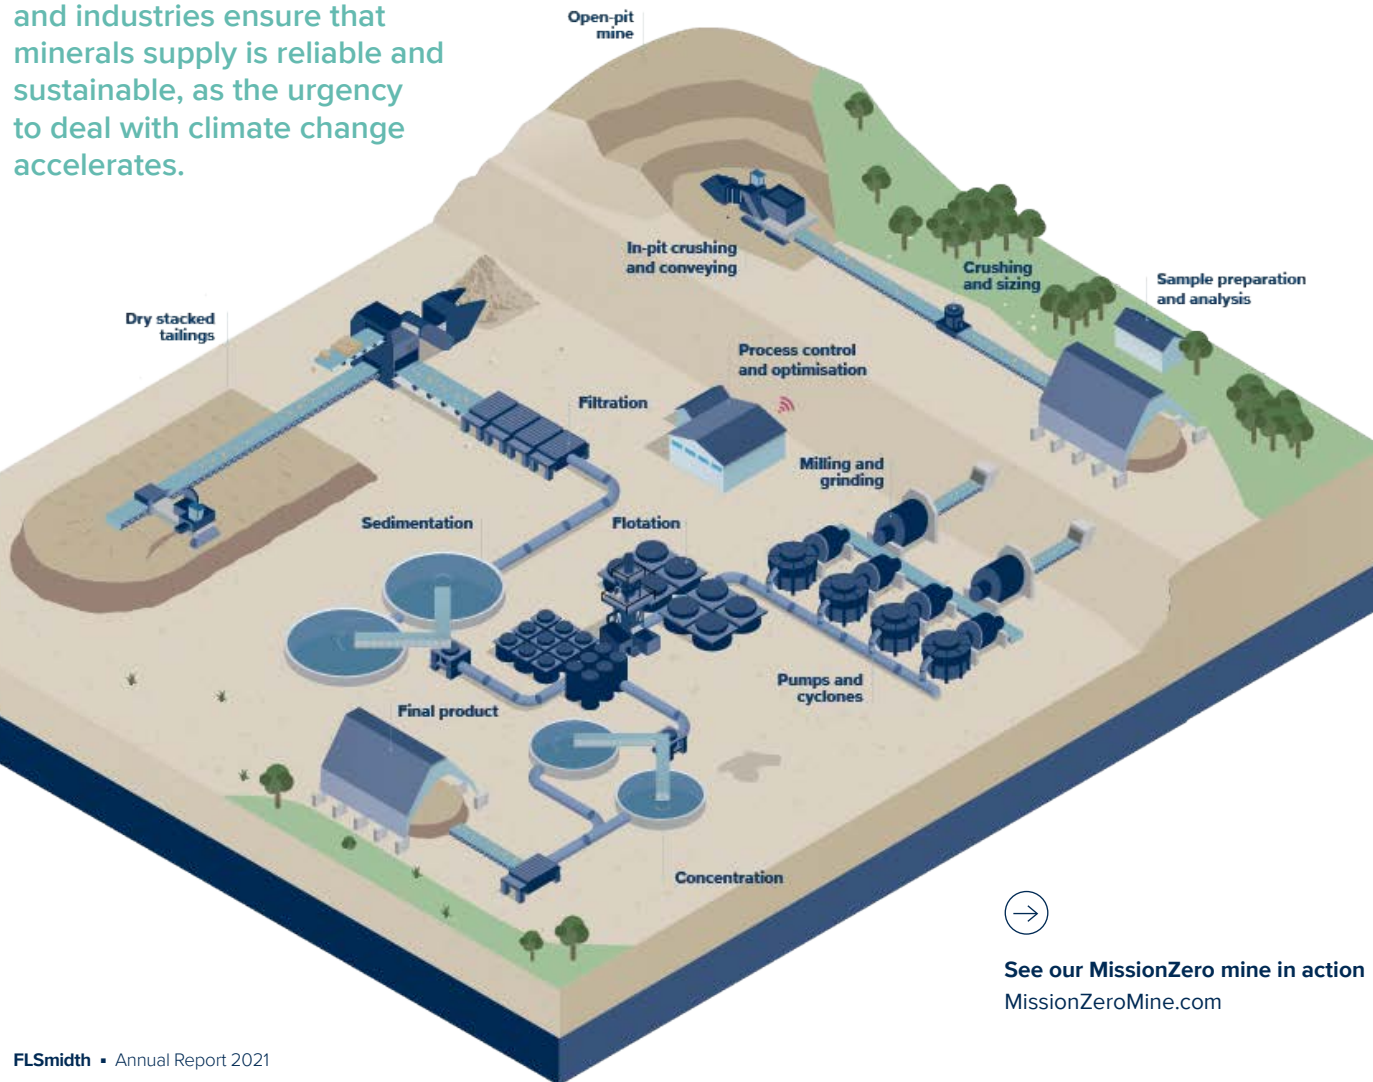 and industries ensure that
minerals supply is reliable and
sustainable, as the urgency
to deal with climate change
accelerates.
Open-pit
mine
In-pit crushing
and conveying
Crushing
and sizing
Sample preparation
and analysis
Dry stacked
tailings
Process control
and optimisation
Filtration
Milling and
grinding
Sedimentation
Flotation
Pumps and
cyclones
Final product
Concentration
See our MissionZero mine in action
MissionZeroMine.com
FLSmidth ▪ Annual Report 2021